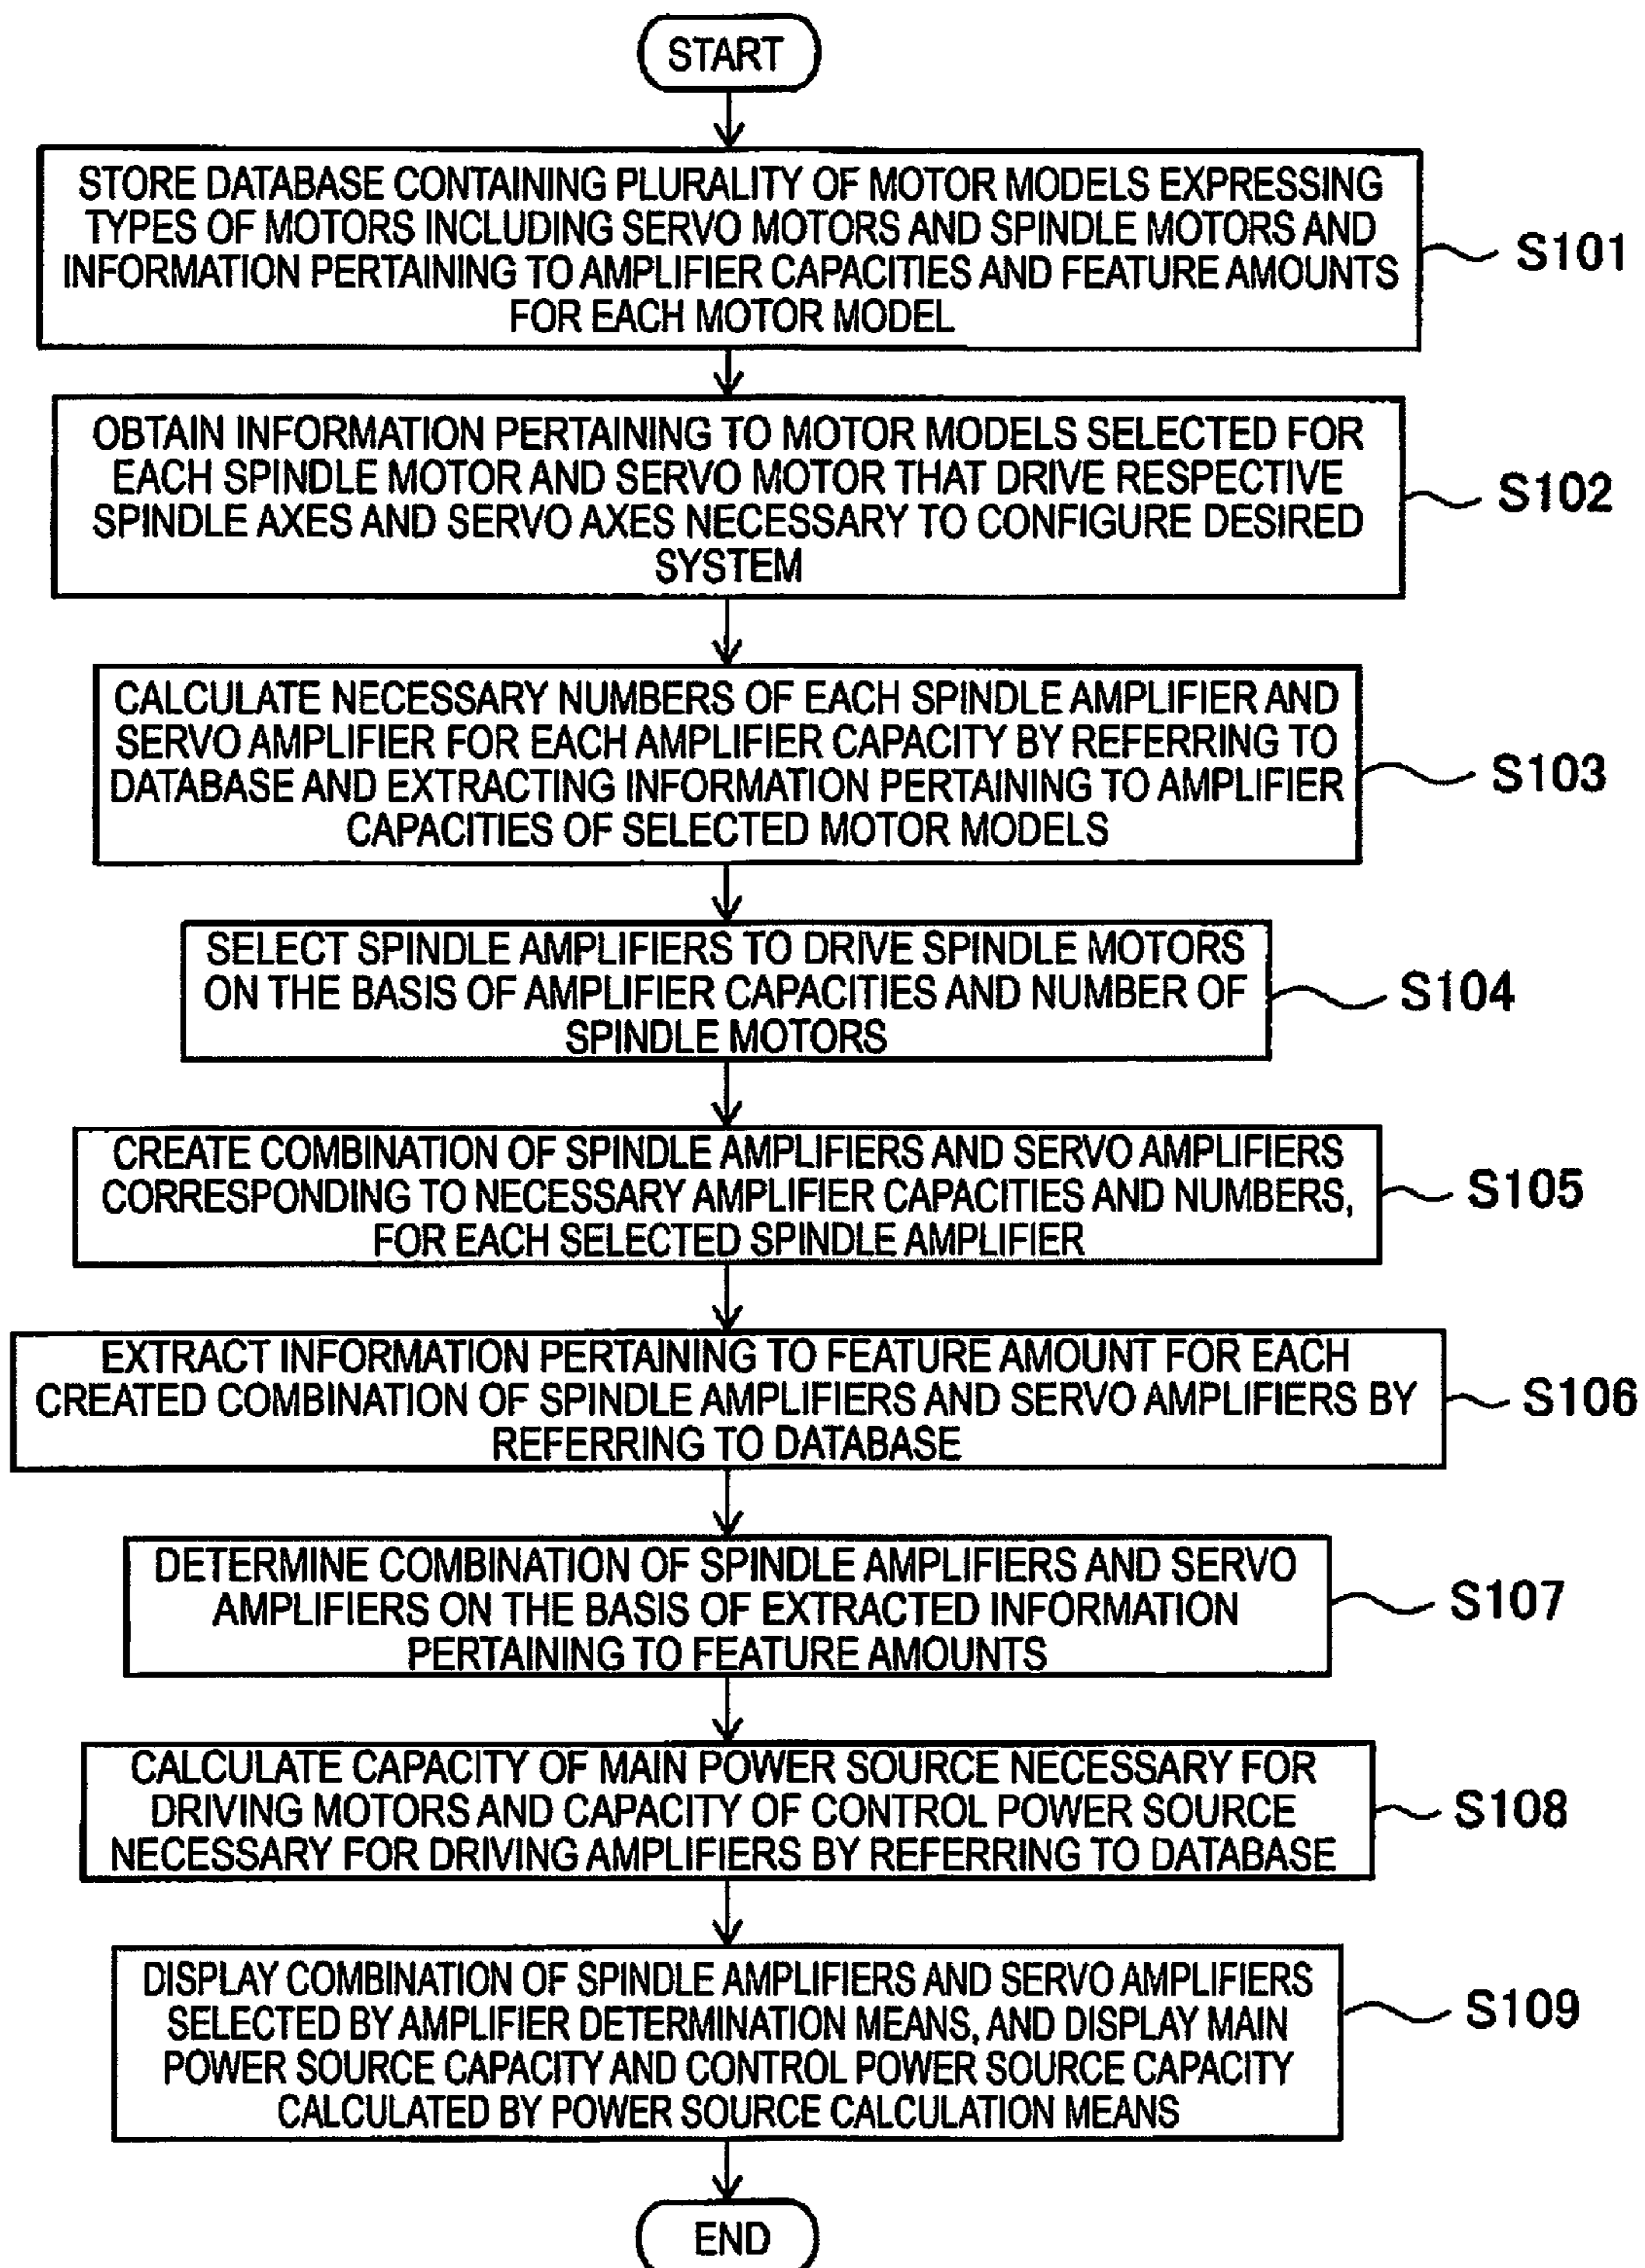 START
STORE DATABASE CONTAINING PLURALITY OF MOTOR MODELS EXPRESSING
TYPES OF MOTORS INCLUDING SERVO MOTORS AND SPINDLE MOTORS AND
INFORMATION PERTAINING TO AMPLIFIER CAPACITIES AND FEATURE AMOUNTS
FOR EACH MOTOR MODEL
S101
OBTAIN INFORMATION PERTAINING TO MOTOR MODELS SELECTED FOR
EACH SPINDLE MOTOR AND SERVO MOTOR THAT DRIVE RESPECTIVE
SPINDLE AXES AND SERVO AXES NECESSARY TO CONFIGURE DESIRED
SYSTEM
S102
CALCULATE NECESSARY NUMBERS OF EACH SPINDLE AMPLIFIER AND
SERVO AMPLIFIER FOR EACH AMPLIFIER CAPACITY BY REFERRING TO
DATABASE AND EXTRACTING INFORMATION PERTAINING TO AMPLIFIER
CAPACITIES OF SELECTED MOTOR MODELS
S103
SELECT SPINDLE AMPLIFIERS TO DRIVE SPINDLE MOTORS
ON THE BASIS OF AMPLIFIER CAPACITIES AND NUMBER OF
SPINDLE MOTORS
S104
CREATE COMBINATION OF SPINDLE AMPLIFIERS AND SERVO AMPLIFIERS
CORRESPONDING TO NECESSARY AMPLIFIER CAPACITIES AND NUMBERS,
FOR EACH SELECTED SPINDLE AMPLIFIER
S105
EXTRACT INFORMATION PERTAINING TO FEATURE AMOUNT FOR EACH
CREATED COMBINATION OF SPINDLE AMPLIFIERS AND SERVO AMPLIFIERS BY
REFERRING TO DATABASE
S106
DETERMINE COMBINATION OF SPINDLE AMPLIFIERS AND SERVO
AMPLIFIERS ON THE BASIS OF EXTRACTED INFORMATION
PERTAINING TO FEATURE AMOUNTS
S107
CALCULATE CAPACITY OF MAIN POWER SOURCE NECESSARY FOR
DRIVING MOTORS AND CAPACITY OF CONTROL POWER SOURCE
NECESSARY FOR DRIVING AMPLIFIERS BY REFERRING TO DATABASE
S108
DISPLAY COMBINATION OF SPINDLE AMPLIFIERS AND SERVO AMPLIFIERS
SELECTED BY AMPLIFIER DETERMINATION MEANS, AND DISPLAY MAIN
POWER SOURCE CAPACITY AND CONTROL POWER SOURCE CAPACITY
CALCULATED BY POWER SOURCE CALCULATION MEANS
S109
END